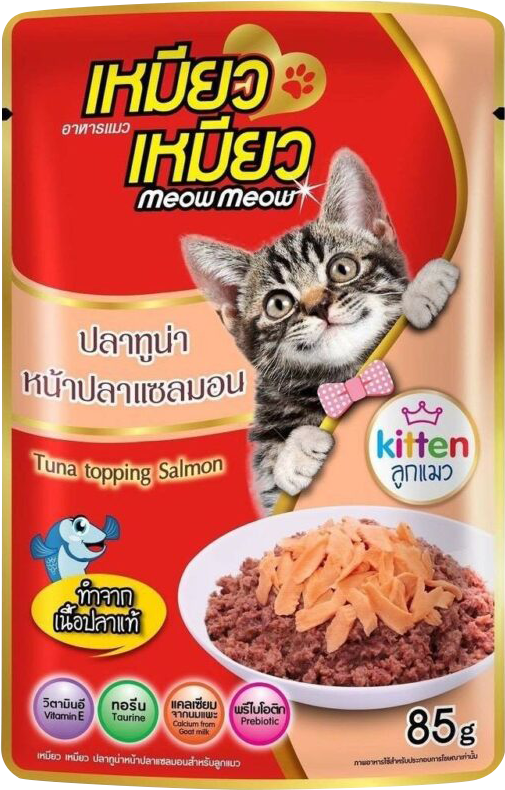 เหมียว
อาหารแมว
เหมียว
meow meow
ปลาทูน่า
หน้าปลาแซลมอน
Tuna topping Salmon
kitten
ลูกแมว
ทำจาก
เนื้อปลาแท้
วิตามินอี
Vitamin E
ทอรีน
Taurine
แคลเซียม
จากนมแพะ
Calcium from
Goat milk
พรีไบโอติก
Prebiotic
85g
เหมียว เหมียว ปลาทูน่าหน้าปลาแซลมอนสำหรับลูกแมว
ภาพอาหารใช้สำหรับประกอบการโฆษณาเท่านั้น